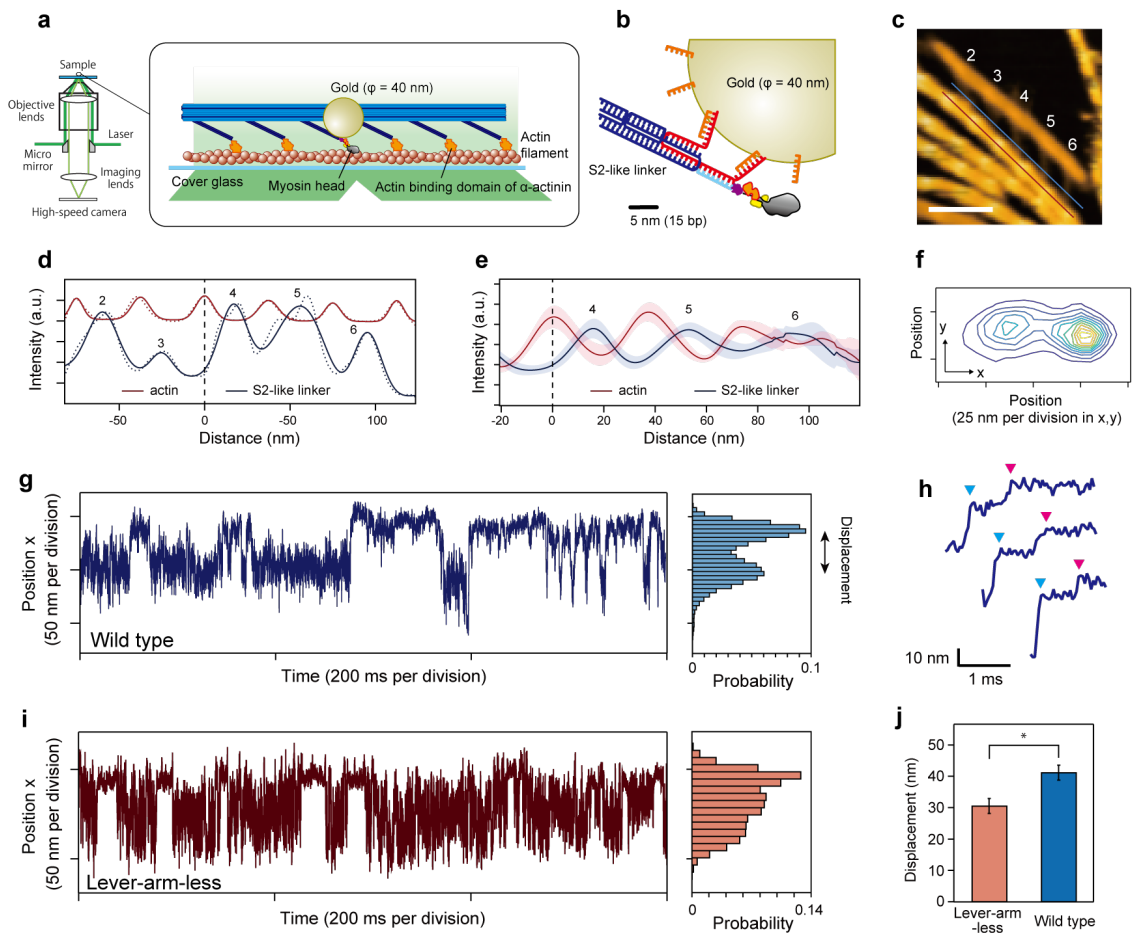 a
Sample
Objective
lends
Laser
Micro
mirror
Imaging
lends
High-speed camera
Gold (φ = 40 nm)
Actin
filament
Cover glass
Myosin head
Actin binding domain of α-actinin
b
Gold (φ = 40 nm)
S2-like linker
5 nm (15 bp)
c
2
3
4
5
6
d
Intensity (a.u.)
2
3
4
5
6
actin
S2-like linker
-50
0
50
100
Distance (nm)
e
Intensity (a.u.)
4
5
6
actin
S2-like linker
-20
0
20
40
60
80
100
Distance (nm)
f
Position
y
x
Position
(25 nm per division in x,y)
g
Position x
(50 nm per division)
Wild type
Time (200 ms per division)
Displacement
0
0.1
Probability
h
10 nm
1 ms
i
Position x
(50 nm per division)
Lever-arm-less
Time (200 ms per division)
0
0.14
Probability
j
Displacement (nm)
50
40
30
20
10
0
*
Lever-arm
-less
Wild type